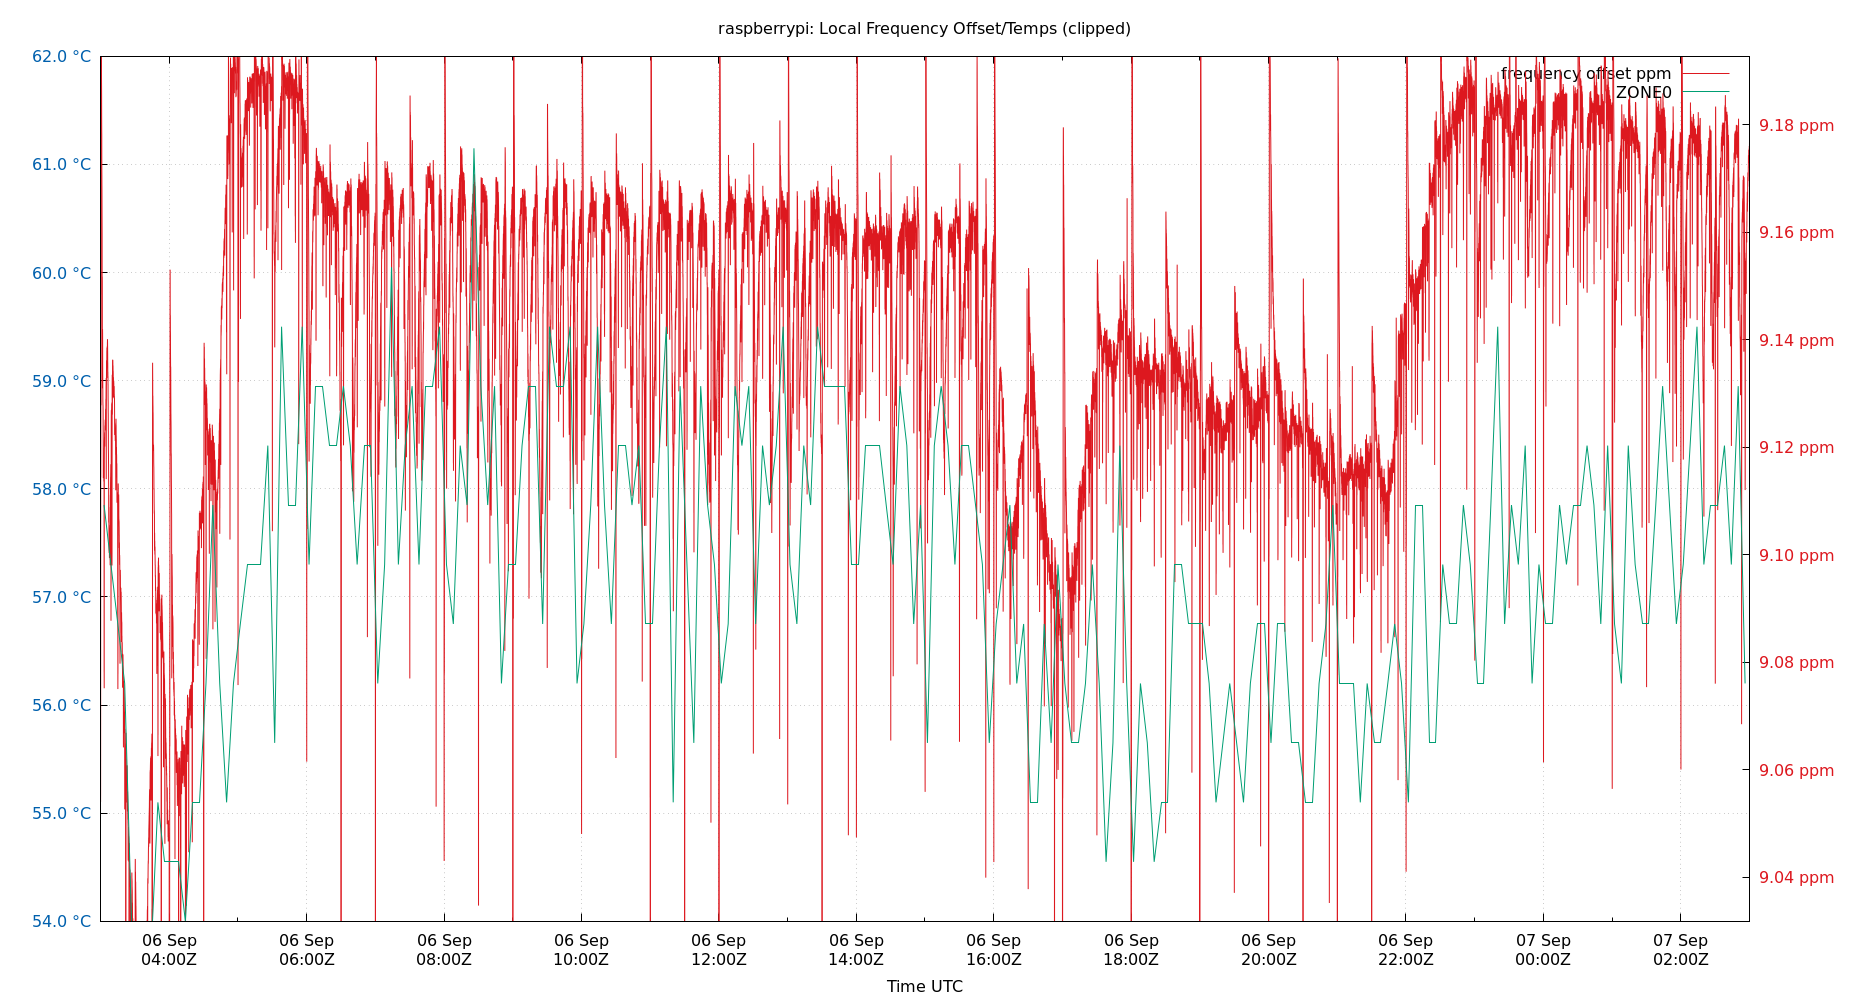 raspberrypi: Local Frequency Offset/Temps (clipped)
62.0 °C
61.0 °C
60.0 °C
59.0 °C
58.0 °C
57.0 °C
56.0 °C
55.0 °C
54.0 °C
frequency offset ppm
ZONE0
9.18 ppm
9.16 ppm
9.14 ppm
9.12 ppm
9.10 ppm
9.08 ppm
9.06 ppm
9.04 ppm
06 Sep 06 Sep 06 Sep 06 Sep 06 Sep 06 Sep 06 Sep 06 Sep 06 Sep 06 Sep 07 Sep 07 Sep
04:00Z 06:00Z 08:00Z 10:00Z 12:00Z 14:00Z 16:00Z 18:00Z 20:00Z 22:00Z 00:00Z 02:00Z
Time UTC